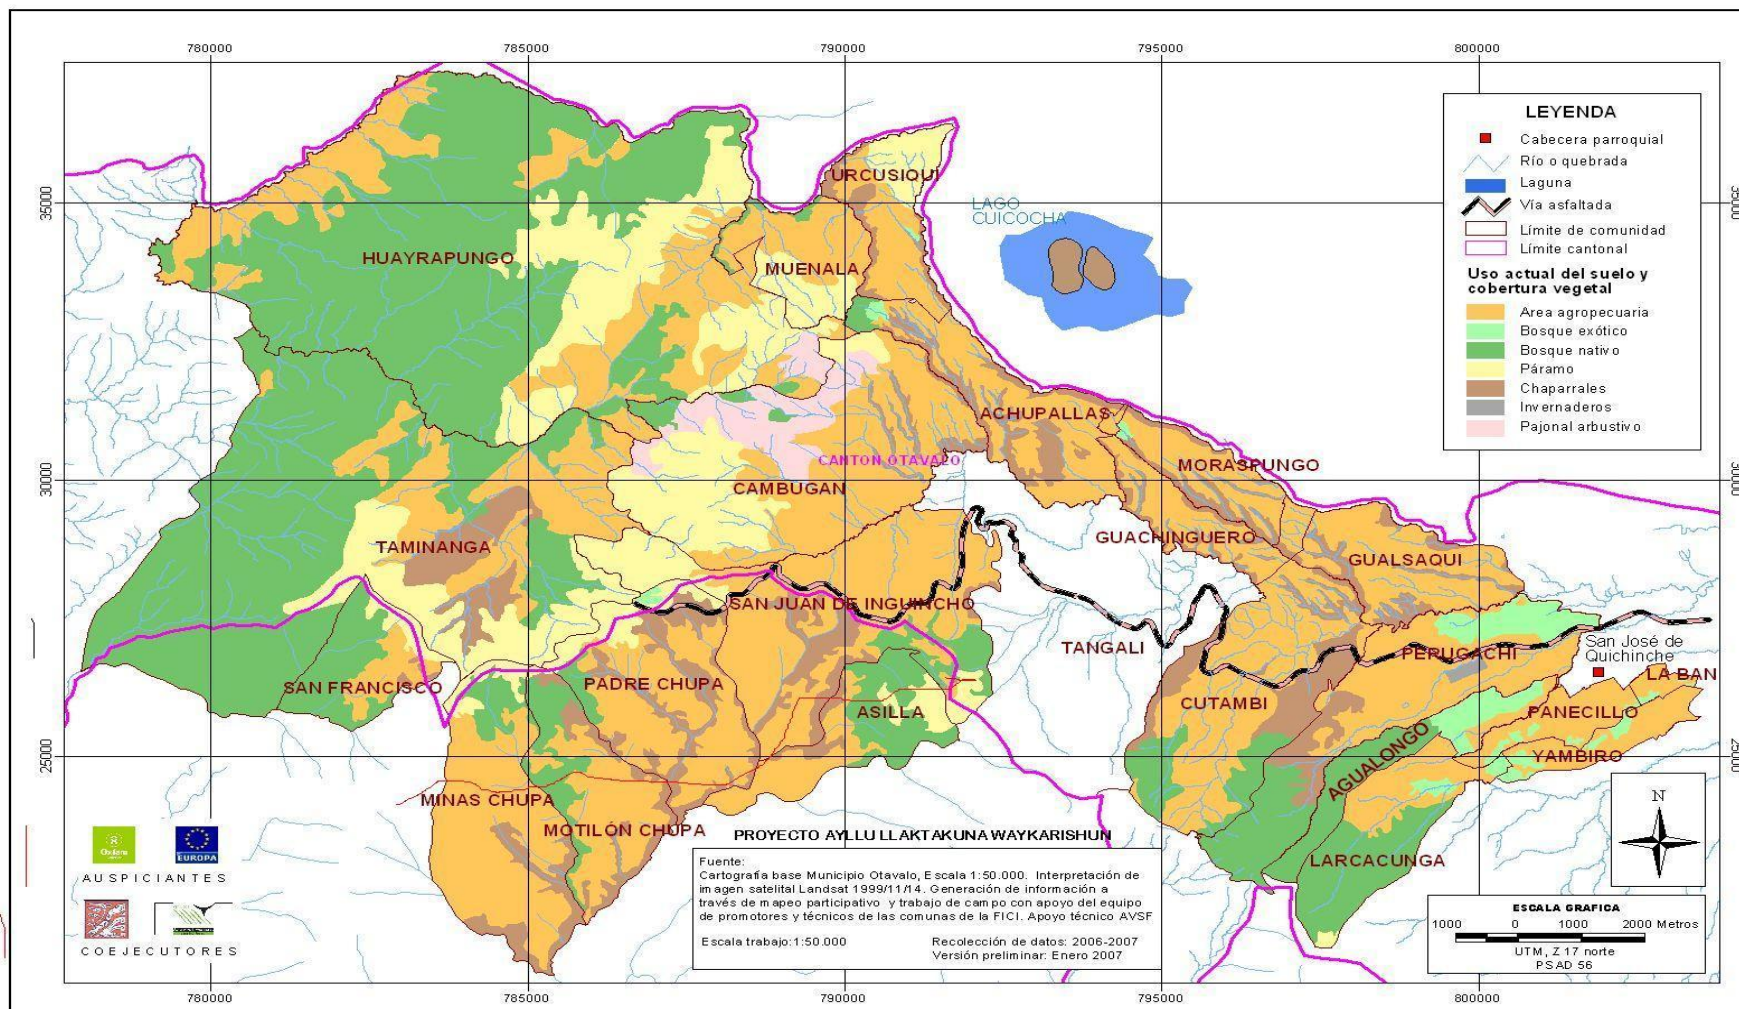 780000
785000
790000
795000
800000
35000
35000
30000
30000
25000
25000
LEYENDA
Cabecera parroquial
Río o quebrada
Laguna
Vía asfaltada
Límite de comunidad
Límite cantonal
Uso actual del suelo y
cobertura vegetal
Area agropecuaria
Bosque exótico
Bosque nativo
Páramo
Chaparrales
Invernaderos
Pajonal arbustivo
URCUSIQUI
LAGO
CUICOCHA
HUAYRAPUNGO
MUENALA
ACHUPALLAS
CANTON OTAVALO
MORASPUNGO
CAMBUGAN
TAMINANGA
GUACHINGUERO
GUALSAQUI
SAN JUAN DE INGUINCHO
TANGALI
PERUGACHI
San José de
Quichinche
LA BAN
SAN FRANCISCO
PADRE CHUPA
ASILLA
CUTAMBI
PANECILLO
AGUALONGO
YAMBIRO
MINAS CHUPA
MOTILÓN CHUPA
LARCACUNGA
N
PROYECTO AYLLU LLAKTAKUNA WAYKARISHUN
Fuente:
Cartografía base Municipio Otavalo, Escala 1:50.000. Interpretación de
imagen satelital Landsat 1999/11/14. Generación de información a
través de mapeo participativo y trabajo de campo con apoyo del equipo
de promotores y técnicos de las comunas de la FICI. Apoyo técnico AVSF
Escala trabajo:1:50.000
Recolección de datos: 2006-2007
Versión preliminar: Enero 2007
EUROPA
AUSPICIANTES
COEJECUTORES
ESCALA GRAFICA
1000 0 1000 2000 Metros
UTM, Z 17 norte
PSAD 56
780000
785000
790000
795000
800000